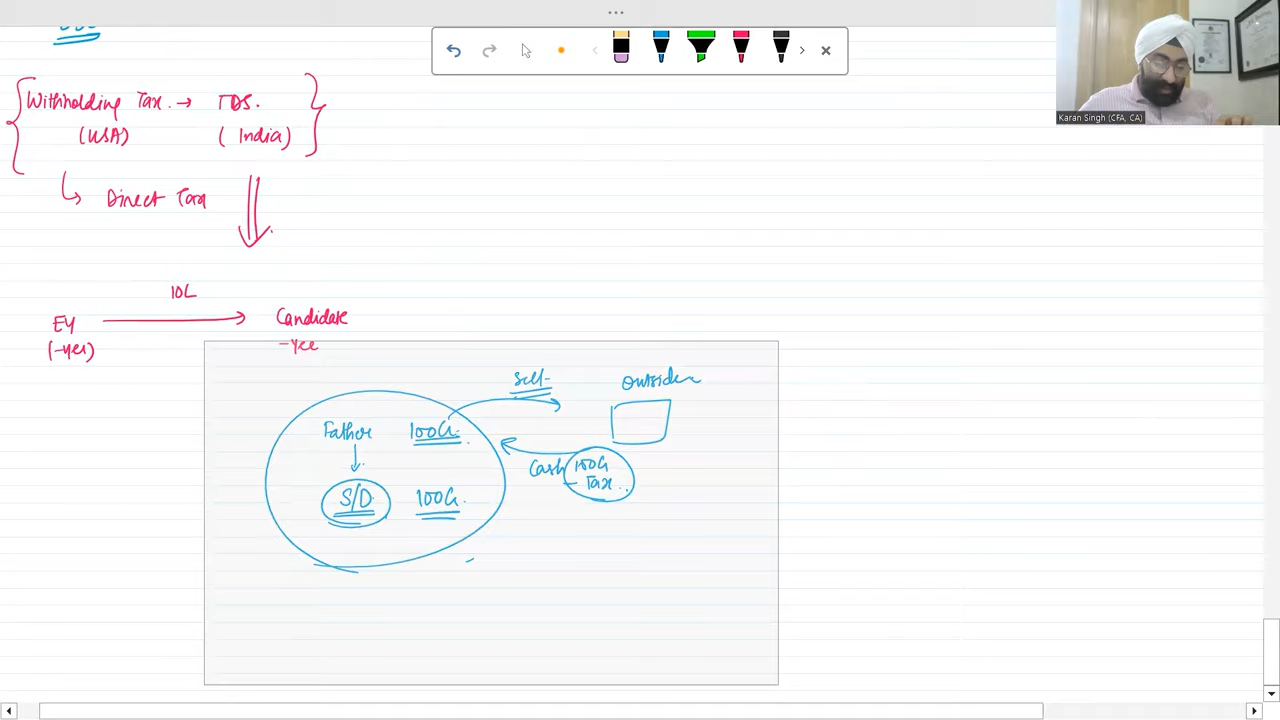 Withholding Tax. → TDS.
(USA) (India)
Direct Tax
10L
EY Candidate
(-yer) -yee
Sell Outsider
Father 100Cr.
Cash 100Cr
- Tax..
S/D 100Cr.
Karan Singh (CFA, CA)